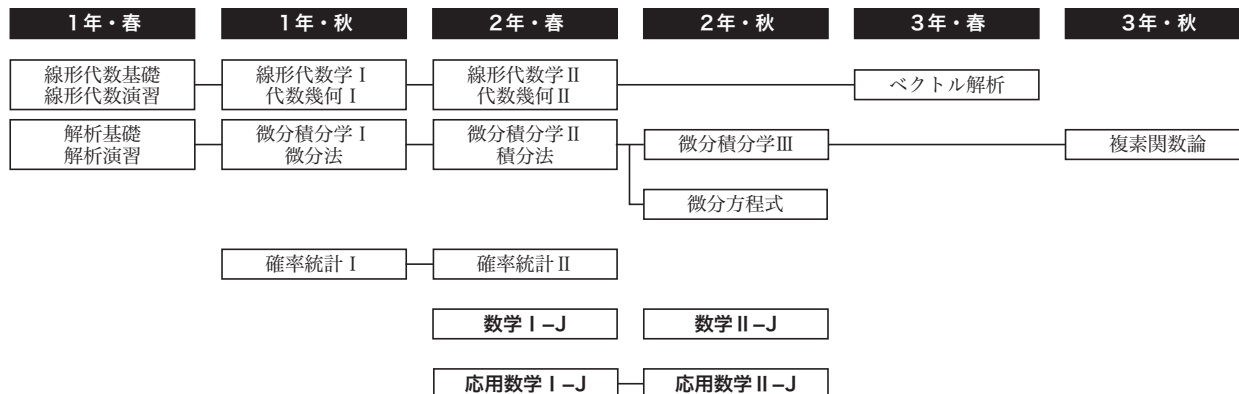 1年・春
1年・秋
2年・春
2年・秋
3年・春
3年・秋
線形代数基礎
線形代数演習
線形代数学Ⅰ
代数幾何Ⅰ
線形代数学Ⅱ
代数幾何Ⅱ
ベクトル解析
解析基礎
解析演習
微分積分学Ⅰ
微分法
微分積分学Ⅱ
積分法
微分積分学Ⅲ
複素関数論
微分方程式
確率統計Ⅰ
確率統計Ⅱ
数学Ⅰ–J
数学Ⅱ–J
応用数学Ⅰ–J
応用数学Ⅱ–J